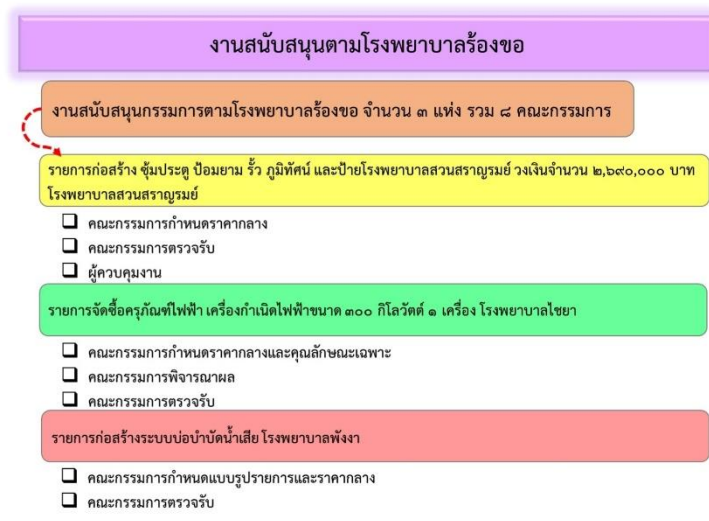 งานสนับสนุนตามโรงพยาบาลร้องขอ
งานสนับสนุนกรรมการตามโรงพยาบาลร้องขอ จำนวน ๓ แห่ง รวม ๘ คณะกรรมการ
รายการก่อสร้าง ซุ้มประตู ป้อมยาม รั้ว ภูมิทัศน์ และป้ายโรงพยาบาลสวนสราญรมย์ วงเงินจำนวน ๒,๖๙๐,๐๐๐ บาท
โรงพยาบาลสวนสราญรมย์
คณะกรรมการกำหนดราคากลาง
คณะกรรมการตรวจรับ
ผู้ควบคุมงาน
รายการจัดซื้อครุภัณฑ์ไฟฟ้า เครื่องกำเนิดไฟฟ้าขนาด ๓๐๐ กิโลวัตต์ ๑ เครื่อง โรงพยาบาลไชยา
คณะกรรมการกำหนดราคากลางและคุณลักษณะเฉพาะ
คณะกรรมการพิจารณาผล
คณะกรรมการตรวจรับ
รายการก่อสร้างระบบบ่อบำบัดน้ำเสีย โรงพยาบาลพังงา
คณะกรรมการกำหนดแบบรูปรายการและราคากลาง
คณะกรรมการตรวจรับ